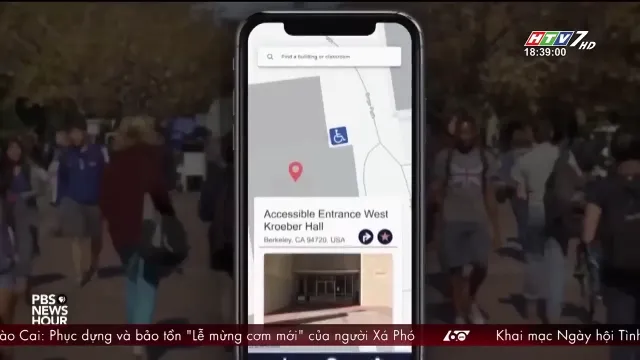 HTV7 HD
18:39:00
Find a building or classroom
Accessible Entrance West
Kroeber Hall
Berkeley, CA 94720, USA
PBS
NEWS
HOUR
ào Cai: Phục dựng và bảo tồn "Lễ mừng cơm mới" của người Xá Phó
60
Khai mạc Ngày hội Tin